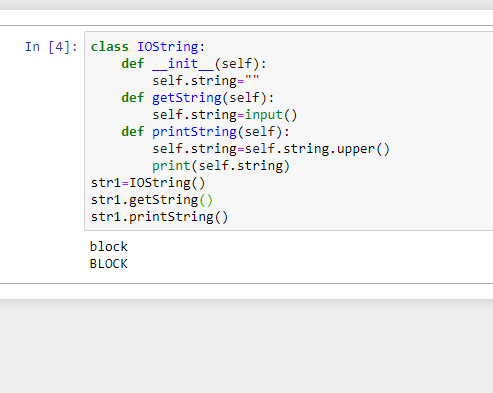 In [4]: class IOString:
    def __init__(self):
        self.string=""
    def getString(self):
        self.string=input()
    def printString(self):
        self.string=self.string.upper()
        print(self.string)
str1=IOString()
str1.getString()
str1.printString()
block
BLOCK